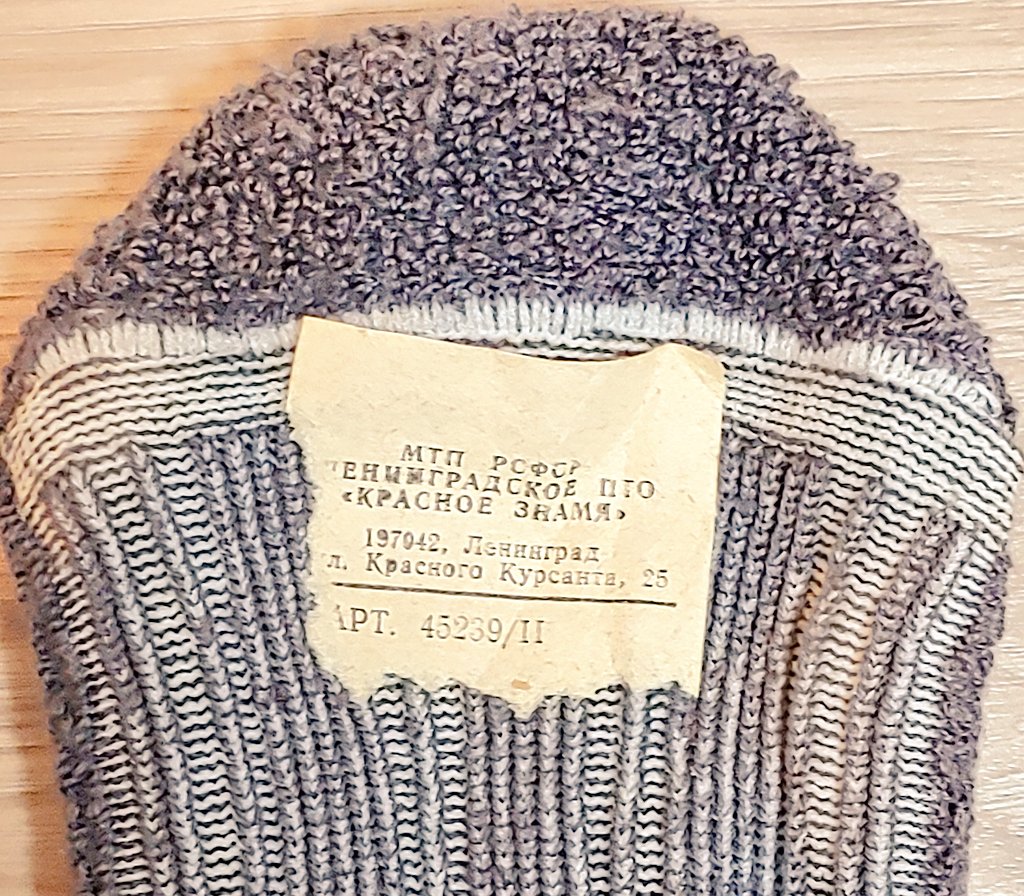 МТП РСФСР
ЛЕНИНГРАДСКОЕ ПТО
«КРАСНОЕ ЗНАМЯ»
197042, Ленинград
л. Красного Курсанта, 25
АРТ. 45239/II